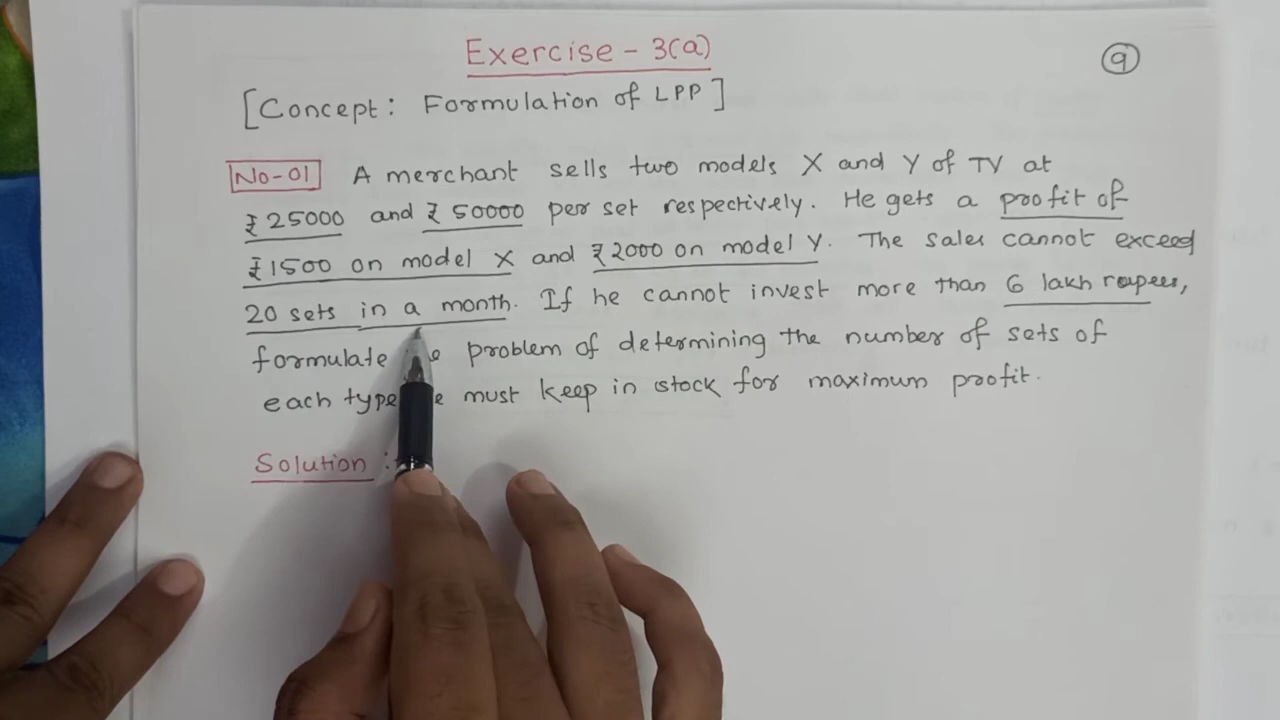 Exercise - 3(a)
9
[Concept: Formulation of LPP]
No-01 A merchant sells two models X and Y of TV at
₹25000 and ₹50000 per set respectively. He gets a profit of
₹1500 on model X and ₹2000 on model Y. The sales cannot exceed
20 sets in a month. If he cannot invest more than 6 lakh rupees,
formulate problem of determining the number of sets of
each type must keep in stock for maximum profit.
Solution :